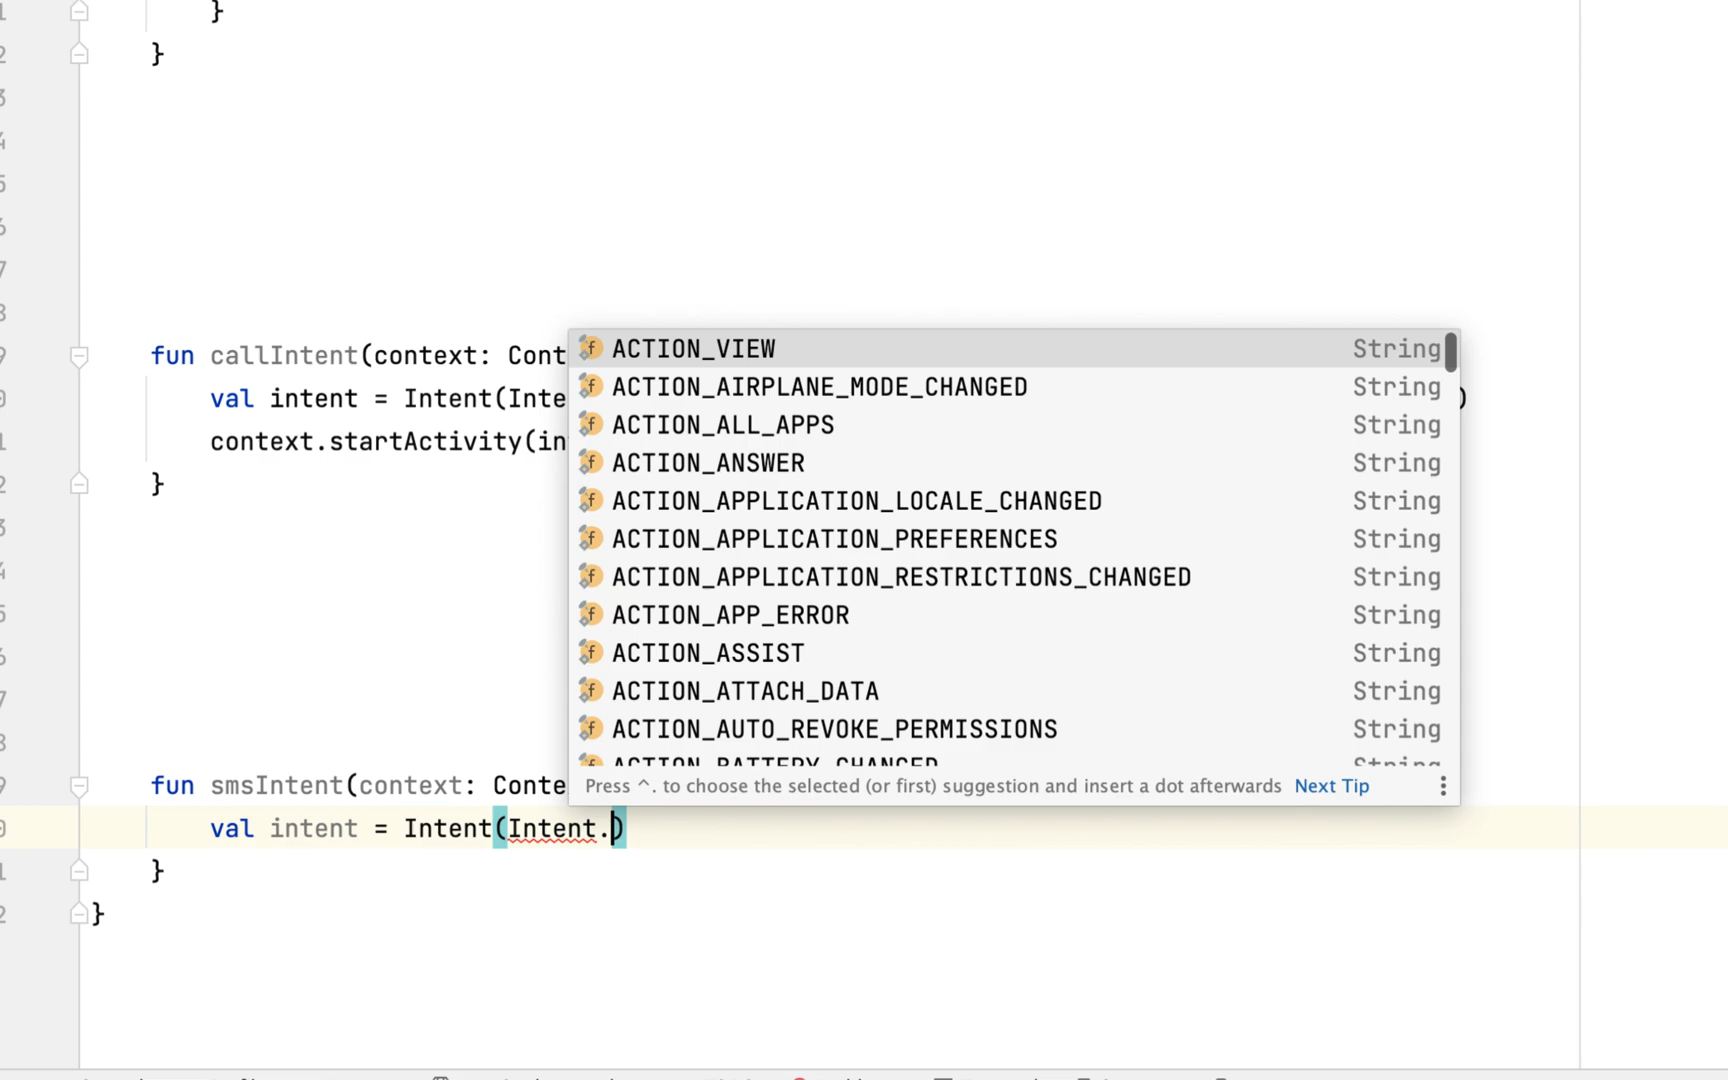 }
}
fun callIntent(context: Cont
val intent = Intent(Inte )
context.startActivity(in
}
ACTION_VIEW String
ACTION_AIRPLANE_MODE_CHANGED String
ACTION_ALL_APPS String
ACTION_ANSWER String
ACTION_APPLICATION_LOCALE_CHANGED String
ACTION_APPLICATION_PREFERENCES String
ACTION_APPLICATION_RESTRICTIONS_CHANGED String
ACTION_APP_ERROR String
ACTION_ASSIST String
ACTION_ATTACH_DATA String
ACTION_AUTO_REVOKE_PERMISSIONS String
ACTION_BATTERY_CHANGED String
Press ^. to choose the selected (or first) suggestion and insert a dot afterwards Next Tip
fun smsIntent(context: Conte
val intent = Intent(Intent.)
}
}